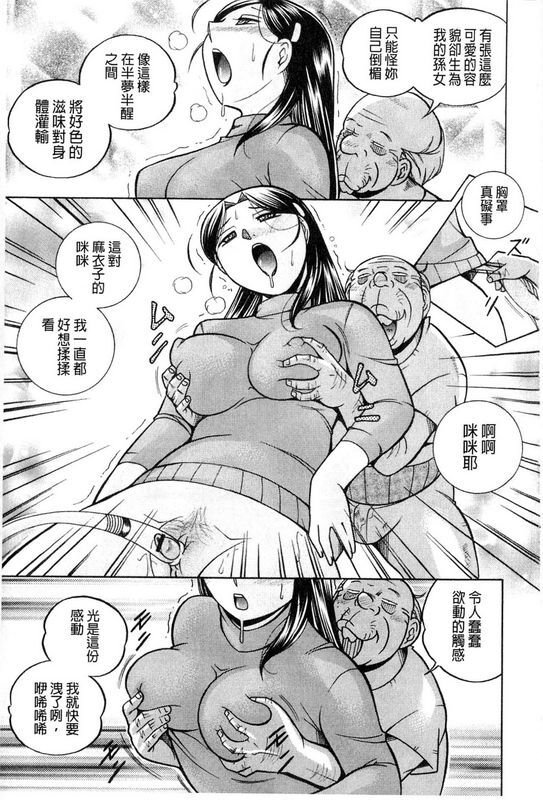 有張這麼
可愛的容
貌卻生為
我的孫女
只能怪妳
自己倒楣
像這樣
在半夢半醒
之間
將好色的
滋味對身
體灌輸
胸罩
真礙事
這對
麻衣子的
咪咪
我一直都
好想揉揉
看
啊啊
咪咪耶
令人蠢蠢
欲動的觸感
光是這份
感動
我就快要
洩了咧，
咿唏唏唏